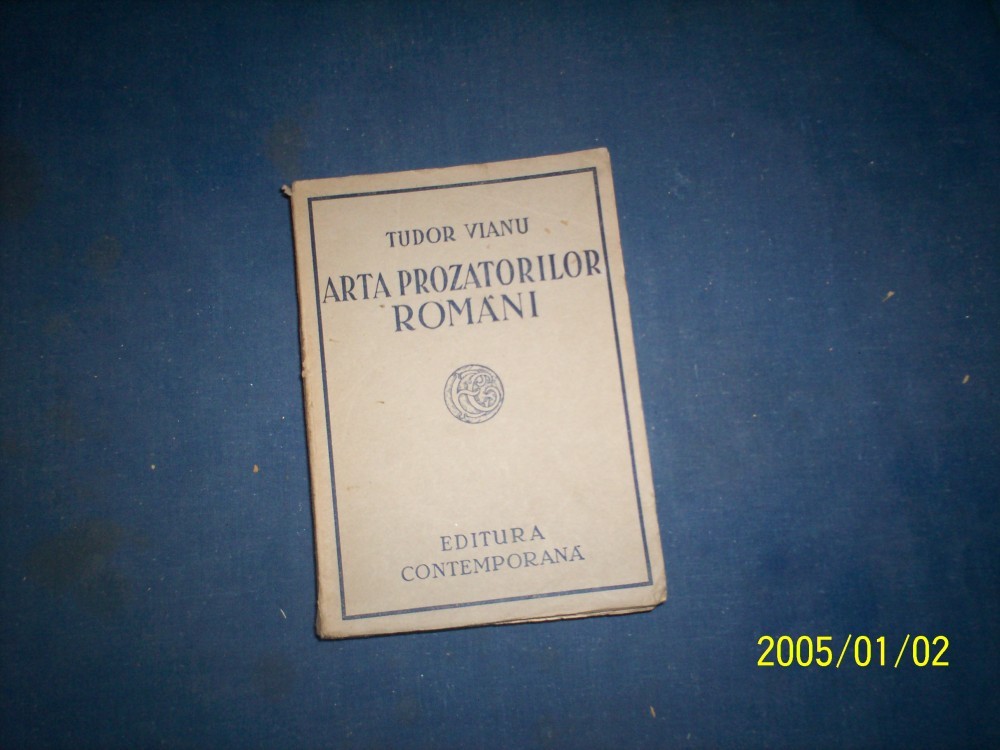 TUDOR VIANU
ARTA PROZATORILOR
ROMÂNI
EDITURA
CONTEMPORANĂ
2005/01/02